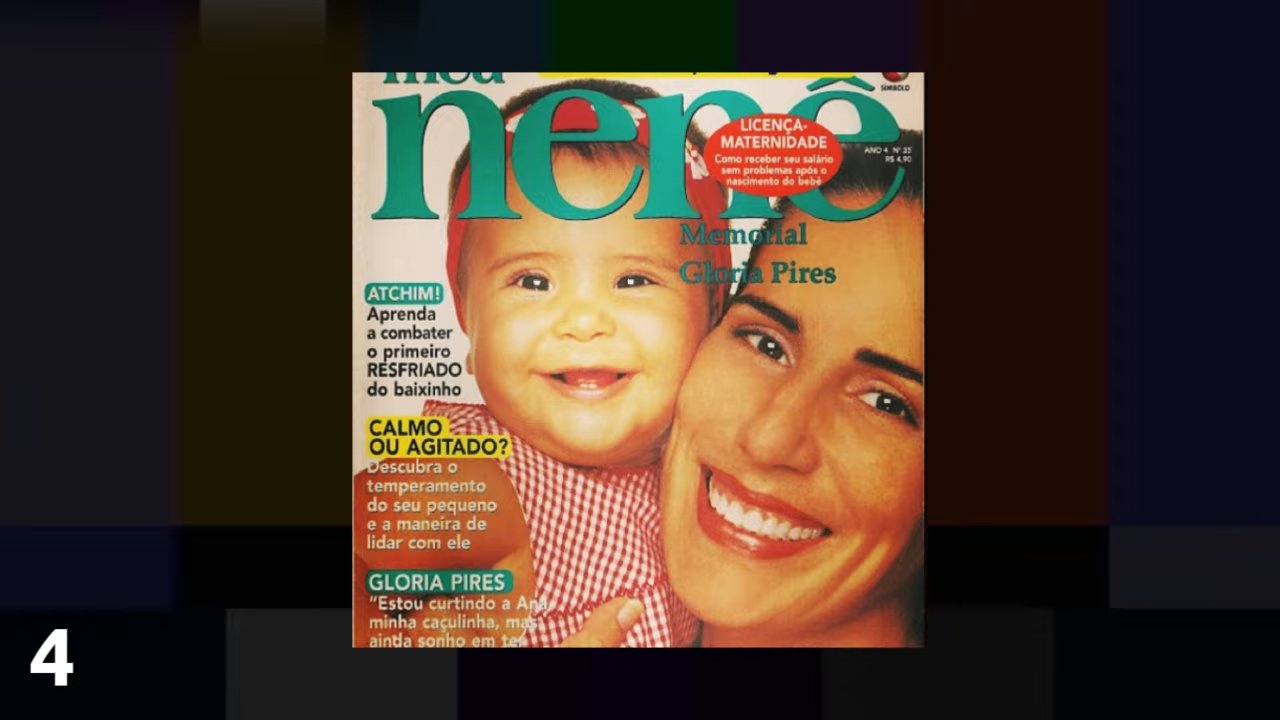 meu
nenê
SÍMBOLO
LICENÇA-
MATERNIDADE
Como receber seu salário
sem problemas após o
nascimento do bebê
ANO 4 Nº 35
R$ 4,90
Memorial
Gloria Pires
ATCHIM!
Aprenda
a combater
o primeiro
RESFRIADO
do baixinho
CALMO
OU AGITADO?
Descubra o
temperamento
do seu pequeno
e a maneira de
lidar com ele
GLORIA PIRES
“Estou curtindo a Ana,
minha caçulinha, mas
ainda sonho em ter
4